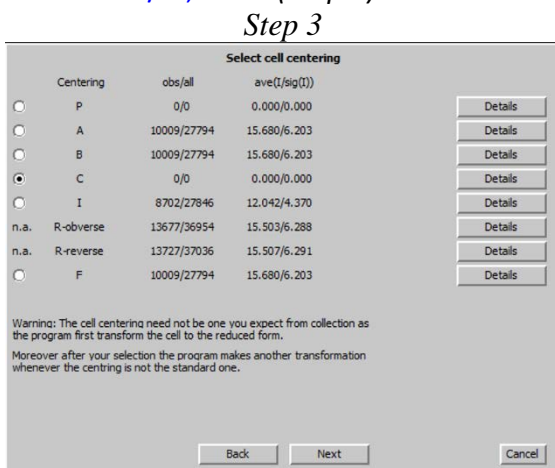 Step 3
Select cell centering
Centering obs/all ave(I/sig(I))
P 0/0 0.000/0.000 Details
A 10009/27794 15.680/6.203 Details
B 10009/27794 15.680/6.203 Details
C 0/0 0.000/0.000 Details
I 8702/27846 12.042/4.370 Details
n.a. R-obverse 13677/36954 15.503/6.288 Details
n.a. R-reverse 13727/37036 15.507/6.291 Details
F 10009/27794 15.680/6.203 Details
Warning: The cell centering need not be one you expect from collection as
the program first transform the cell to the reduced form.
Moreover after your selection the program makes another transformation
whenever the centring is not the standard one.
Back Next Cancel